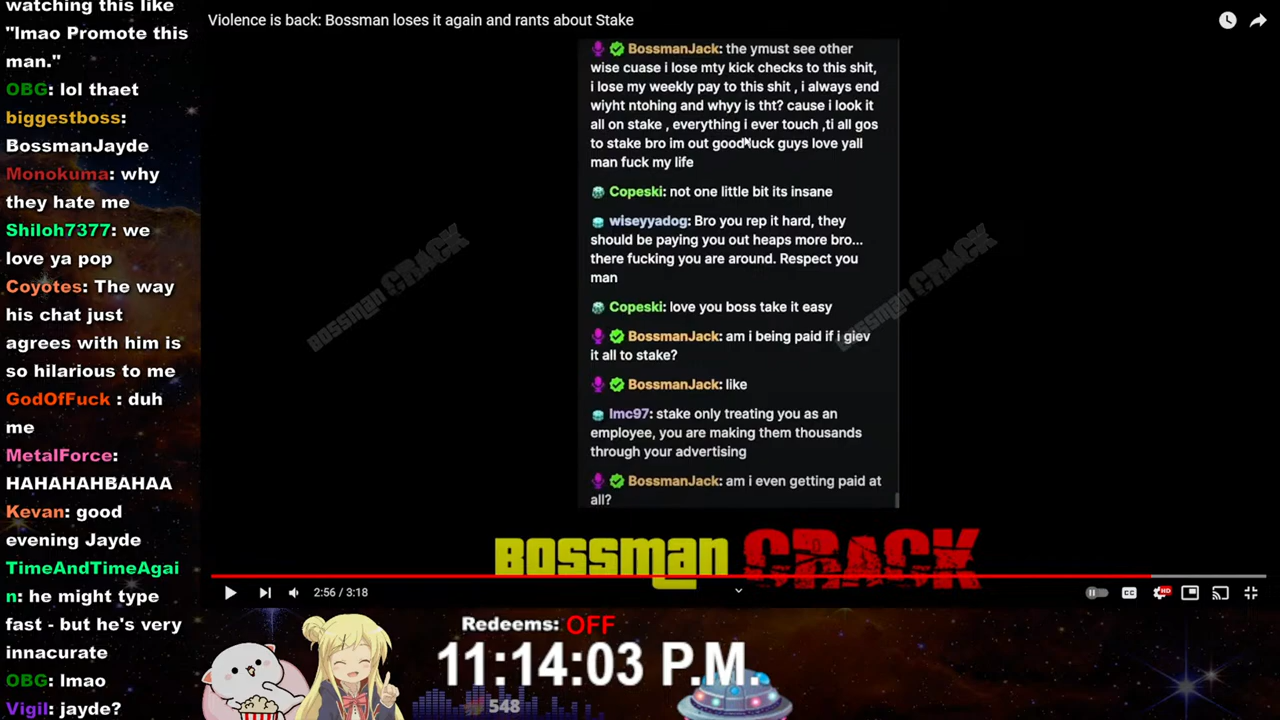 watching this like
"lmao Promote this
man."
OBG: lol thaet
biggestboss:
BossmanJayde
Monokuma: why
they hate me
Shiloh7377: we
love ya pop
Coyotes: The way
his chat just
agrees with him is
so hilarious to me
GodOfFuck : duh
me
MetalForce:
HAHAHAHBAHAA
Kevan: good
evening Jayde
TimeAndTimeAgai
n: he might type
fast - but he's very
innacurate
OBG: lmao
Vigil: jayde?
Violence is back: Bossman loses it again and rants about Stake
BossmanJack: the ymust see other
wise cuase i lose mty kick checks to this shit,
i lose my weekly pay to this shit , i always end
wiyht ntohing and whyy is tht? cause i look it
all on stake , everything i ever touch ,ti all gos
to stake bro im out good luck guys love yall
man fuck my life
Copeski: not one little bit its insane
wiseyyadog: Bro you rep it hard, they
should be paying you out heaps more bro...
there fucking you are around. Respect you
man
Copeski: love you boss take it easy
BossmanJack: am i being paid if i giev
it all to stake?
BossmanJack: like
lmc97: stake only treating you as an
employee, you are making them thousands
through your advertising
BossmanJack: am i even getting paid at
all?
BOSSMAN CRACK
BOSSMAN CRACK
BOSSMAN CRACK
2:56 / 3:18
CC
HD
Redeems: OFF
11:14:03 P.M.
548